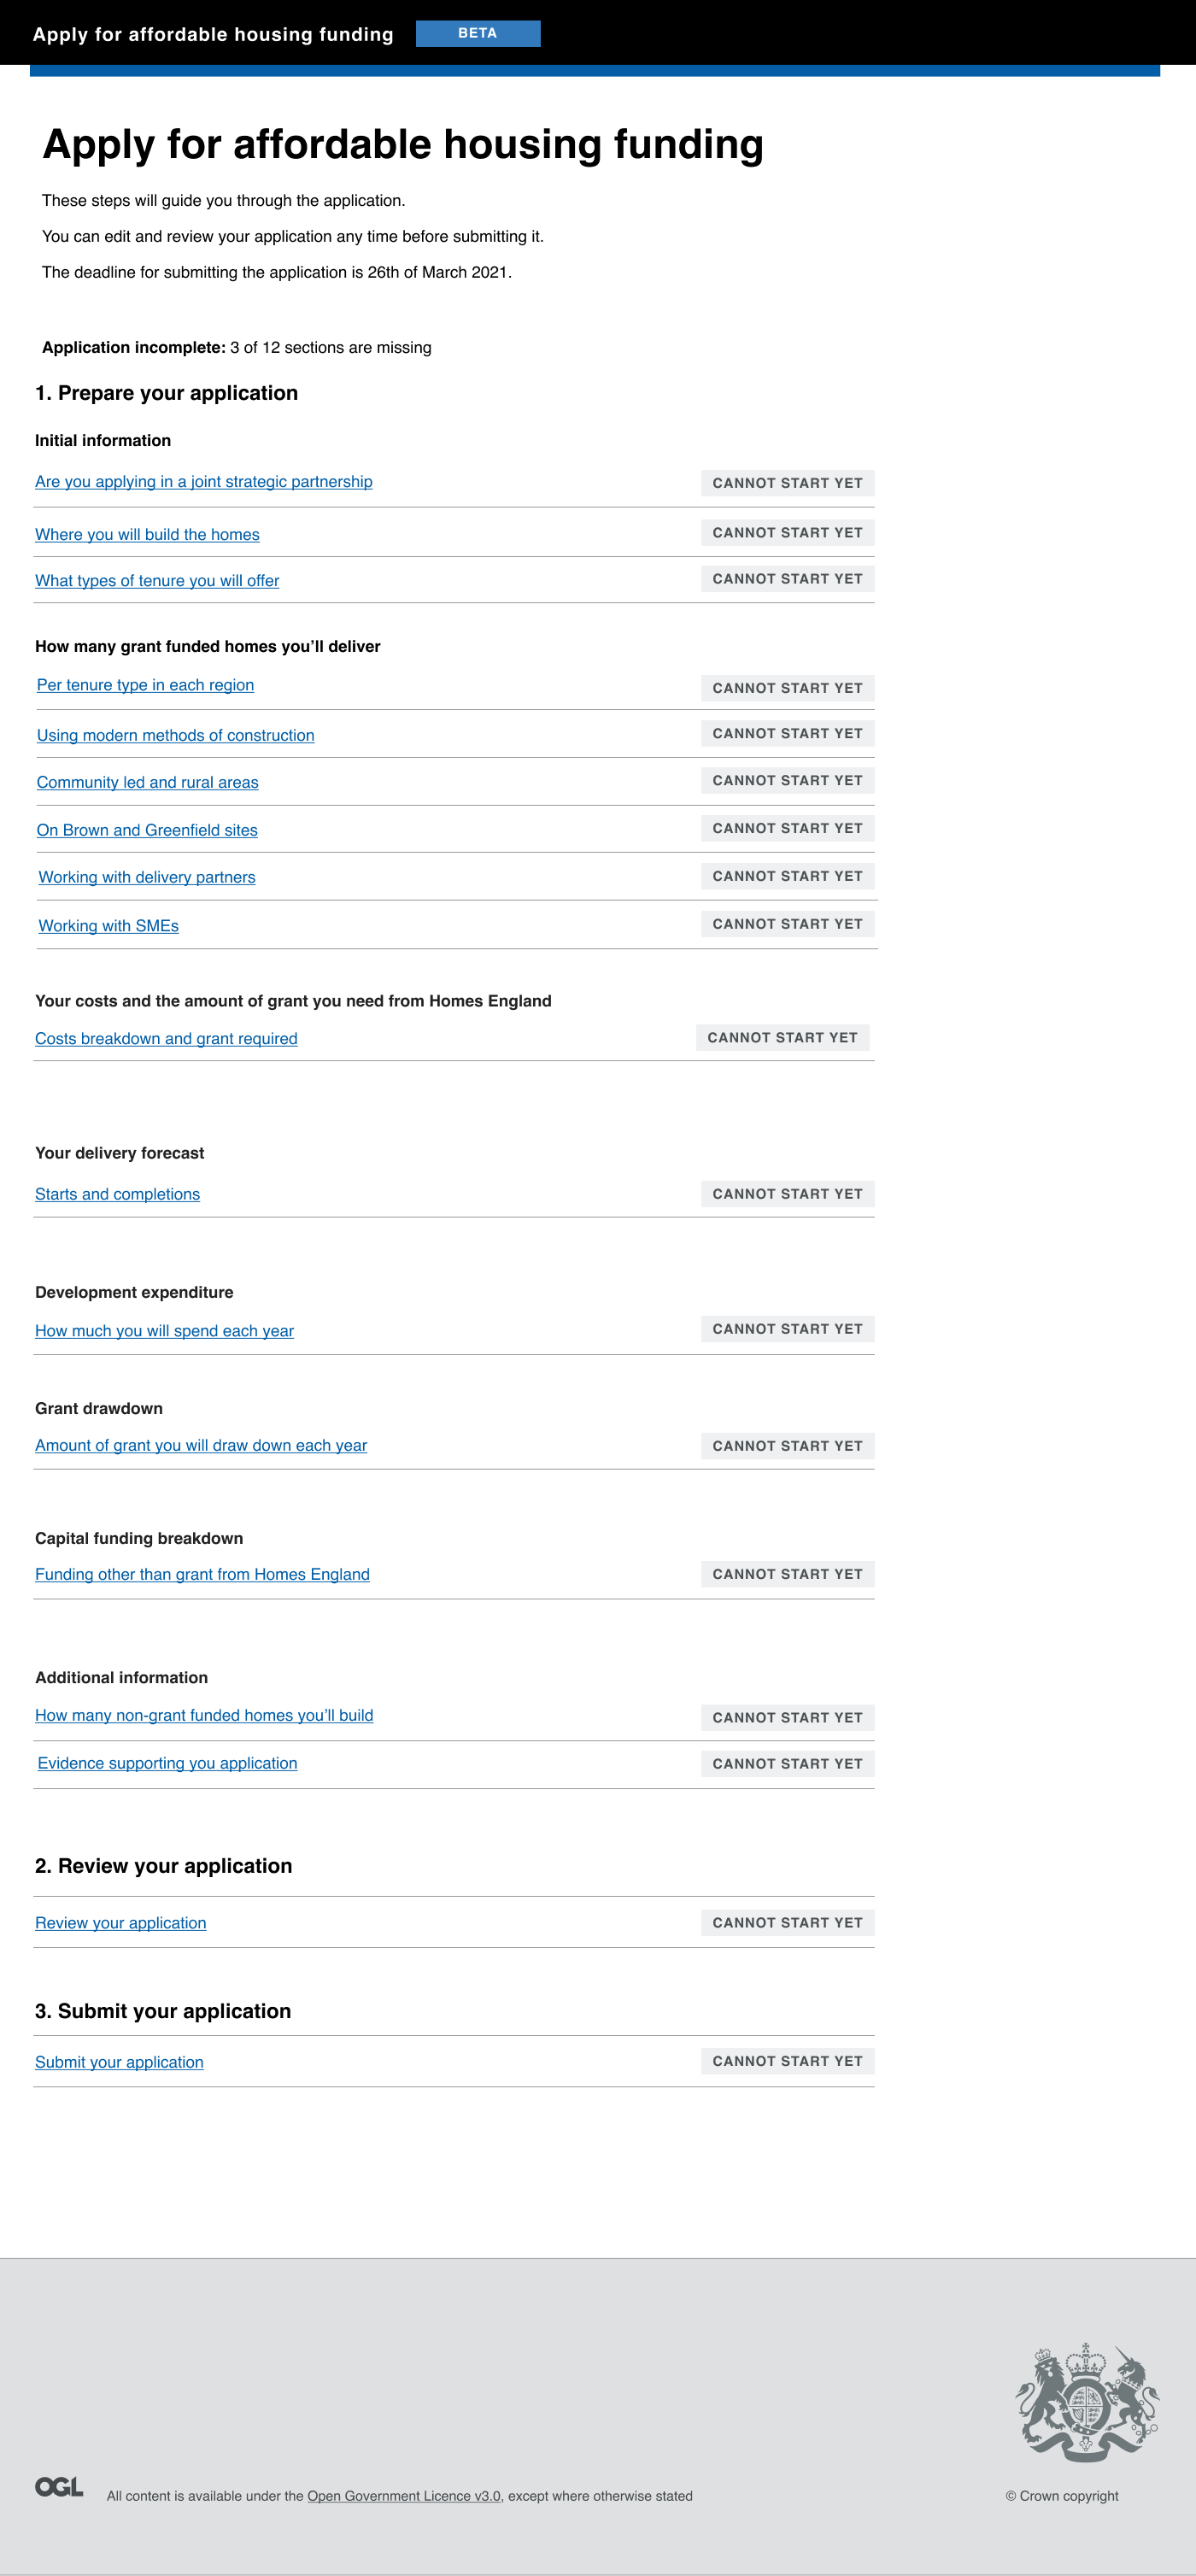 Apply for affordable housing funding BETA
Apply for affordable housing funding
These steps will guide you through the application.
You can edit and review your application any time before submitting it.
The deadline for submitting the application is 26th of March 2021.
Application incomplete: 3 of 12 sections are missing
1. Prepare your application
Initial information
Are you applying in a joint strategic partnership CANNOT START YET
Where you will build the homes CANNOT START YET
What types of tenure you will offer CANNOT START YET
How many grant funded homes you’ll deliver
Per tenure type in each region CANNOT START YET
Using modern methods of construction CANNOT START YET
Community led and rural areas CANNOT START YET
On Brown and Greenfield sites CANNOT START YET
Working with delivery partners CANNOT START YET
Working with SMEs CANNOT START YET
Your costs and the amount of grant you need from Homes England
Costs breakdown and grant required CANNOT START YET
Your delivery forecast
Starts and completions CANNOT START YET
Development expenditure
How much you will spend each year CANNOT START YET
Grant drawdown
Amount of grant you will draw down each year CANNOT START YET
Capital funding breakdown
Funding other than grant from Homes England CANNOT START YET
Additional information
How many non-grant funded homes you’ll build CANNOT START YET
Evidence supporting you application CANNOT START YET
2. Review your application
Review your application CANNOT START YET
3. Submit your application
Submit your application CANNOT START YET
OGL All content is available under the Open Government Licence v3.0, except where otherwise stated © Crown copyright